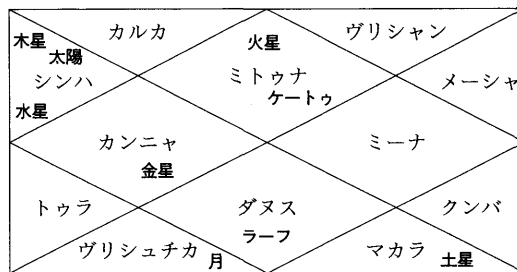 カルカ
火星
ヴリシャン
木星
太陽
シンハ
ミトゥナ
ケートゥ
メーシャ
水星
カンニャ
金星
ミーナ
トゥラ
ダヌス
ラーフ
クンバ
ヴリシュチカ
月
マカラ
土星